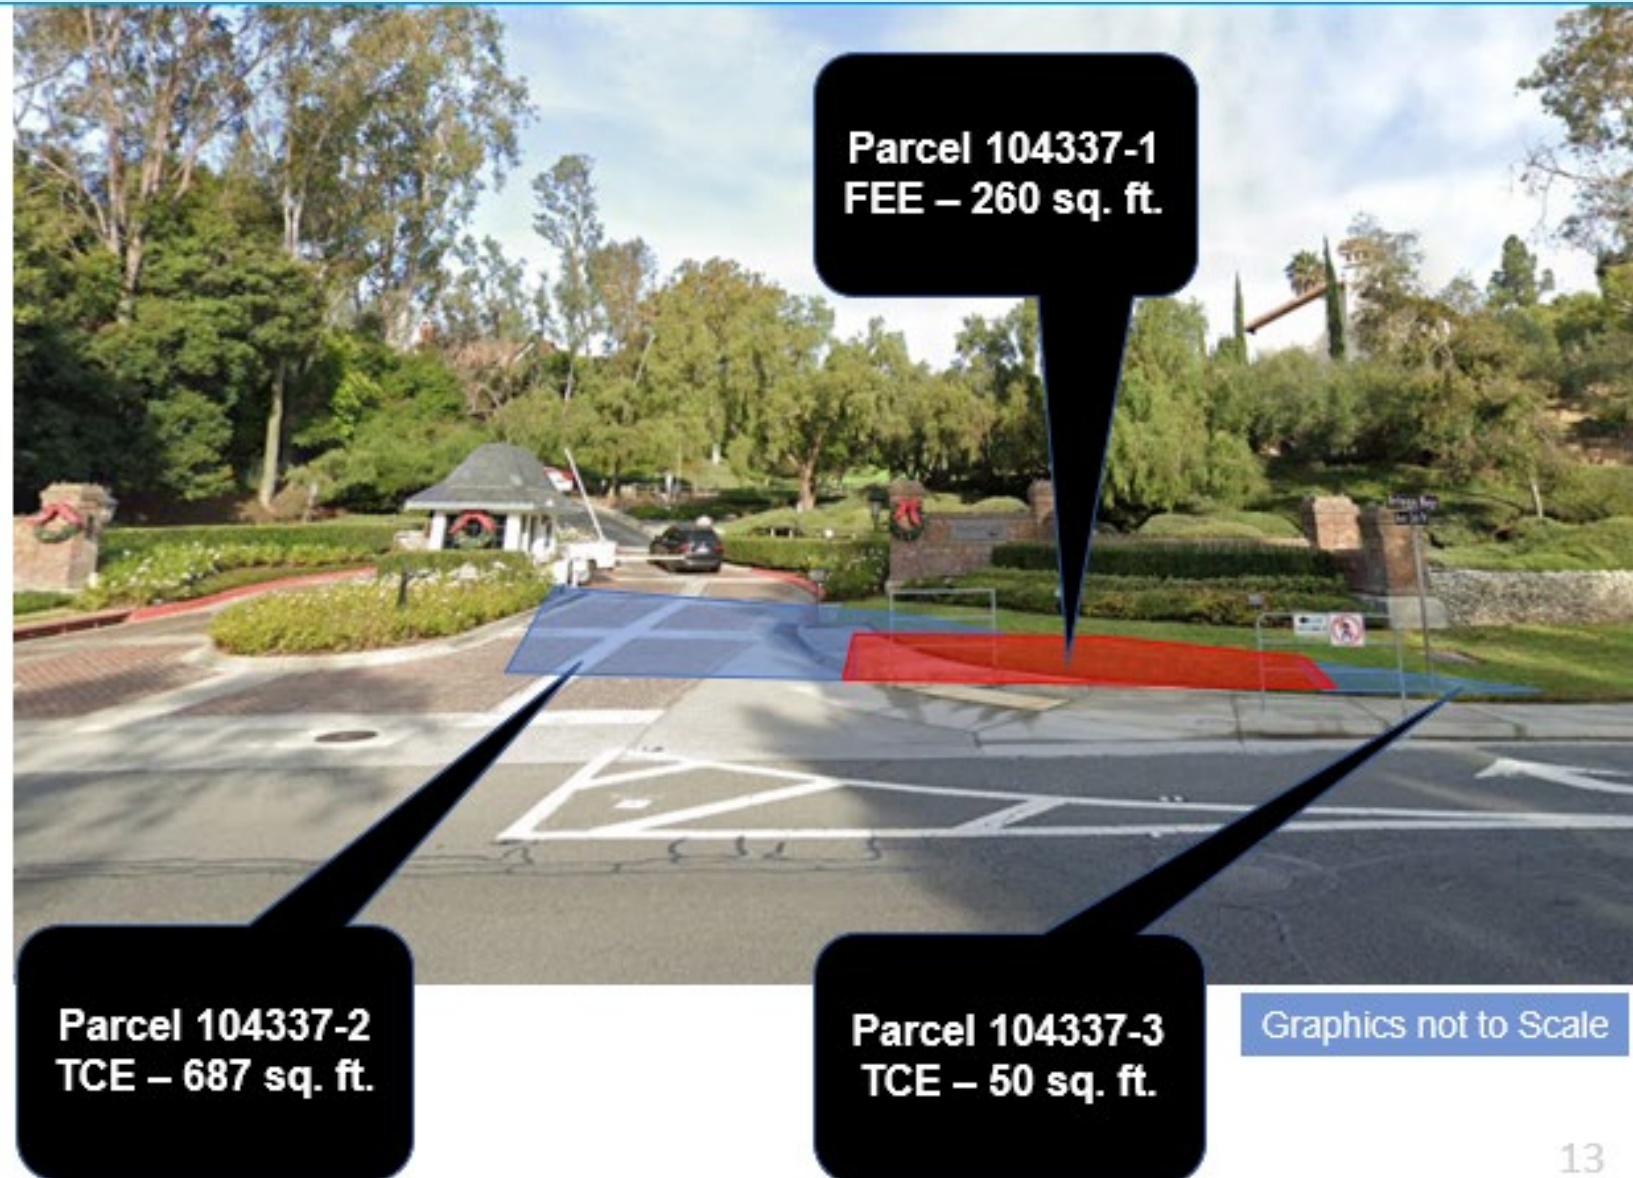 Parcel 104337-1
FEE – 260 sq. ft.
Parcel 104337-2
TCE – 687 sq. ft.
Parcel 104337-3
TCE – 50 sq. ft.
Graphics not to Scale
13